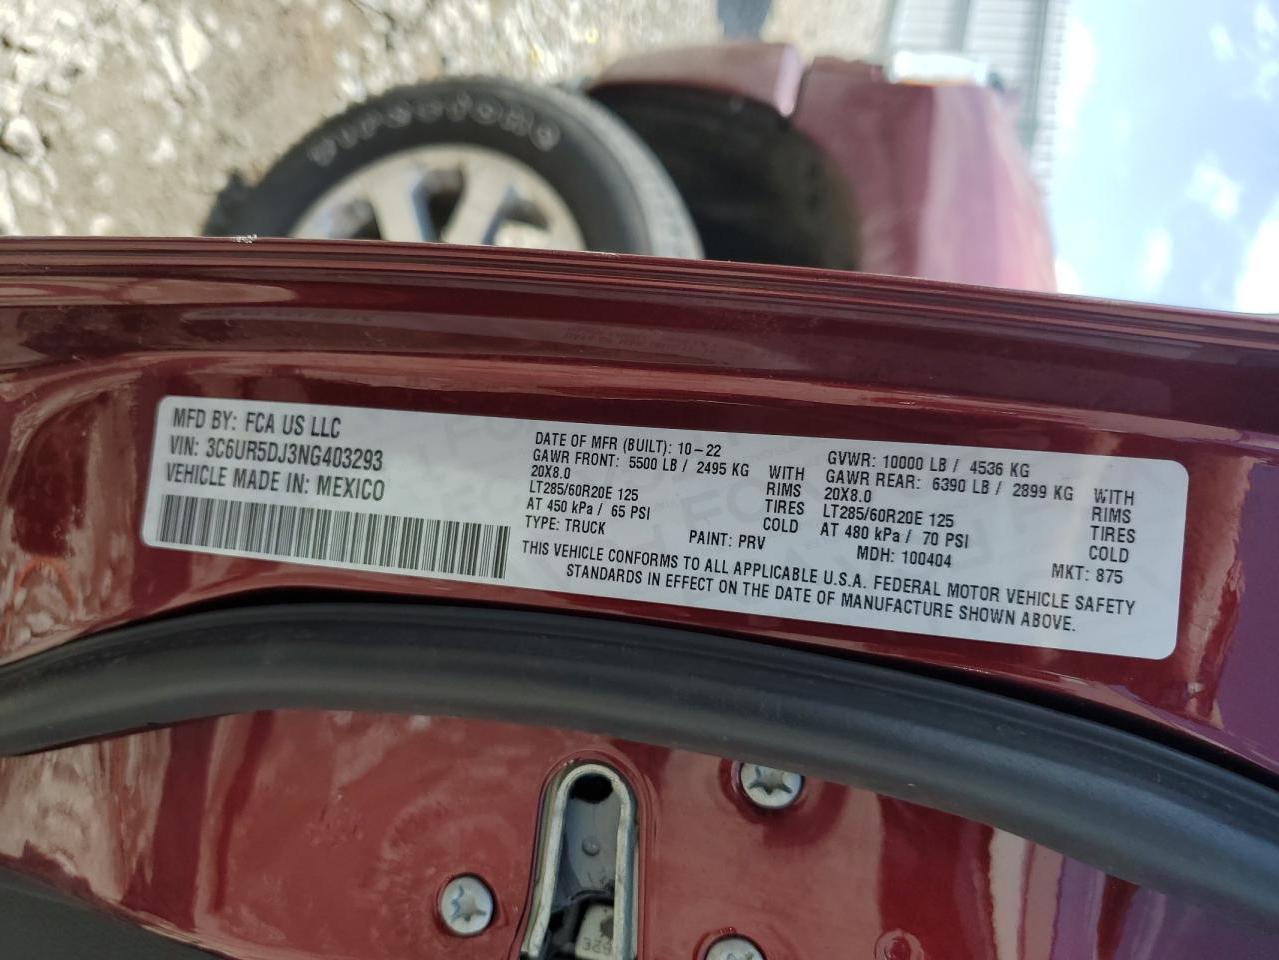 Firestone
MFD BY: FCA US LLC
VIN: 3C6UR5DJ3NG403293
VEHICLE MADE IN: MEXICO
DATE OF MFR (BUILT): 10-22
GAWR FRONT: 5500 LB / 2495 KG WITH
20X8.0 RIMS
LT285/60R20E 125 TIRES
AT 450 kPa / 65 PSI COLD
TYPE: TRUCK PAINT: PRV
GVWR: 10000 LB / 4536 KG
GAWR REAR: 6390 LB / 2899 KG WITH
20X8.0 RIMS
LT285/60R20E 125 TIRES
AT 480 kPa / 70 PSI COLD
MDH: 100404 MKT: 875
THIS VEHICLE CONFORMS TO ALL APPLICABLE U.S.A. FEDERAL MOTOR VEHICLE SAFETY
STANDARDS IN EFFECT ON THE DATE OF MANUFACTURE SHOWN ABOVE.